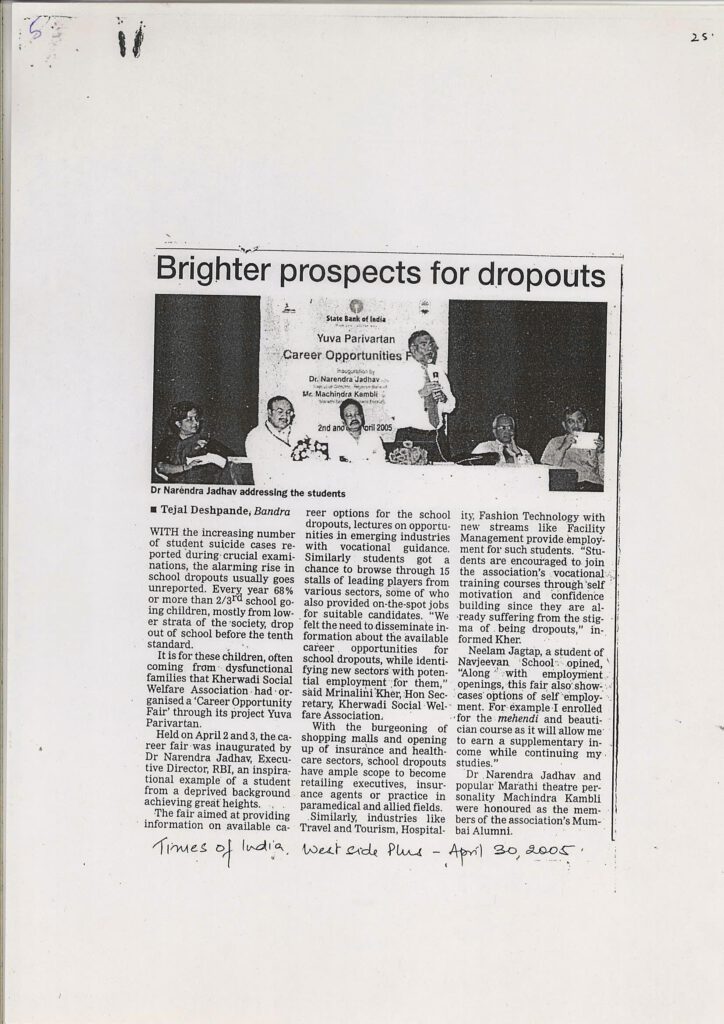 6
25.
Brighter prospects for dropouts
State Bank of India
Yuva Parivartan
Career Opportunities F
Inauguration by
Dr. Narendra Jadhav
Mr. Machindra Kambli
2nd and April 2005
Dr Narendra Jadhav addressing the students
■ Tejal Deshpande, Bandra
WITH the increasing number
of student suicide cases re-
ported during crucial exami-
nations, the alarming rise in
school dropouts usually goes
unreported. Every year 68%
or more than 2/3rd school go-
ing children, mostly from low-
er strata of the society, drop
out of school before the tenth
standard.
It is for these children, often
coming from dysfunctional
families that Kherwadi Social
Welfare Association had or-
ganised a 'Career Opportunity
Fair' through its project Yuva
Parivartan.
Held on April 2 and 3, the ca-
reer fair was inaugurated by
Dr Narendra Jadhav, Execu-
tive Director, RBI, an inspira-
tional example of a student
from a deprived background
achieving great heights.
The fair aimed at providing
information on available ca-
reer options for the school
dropouts, lectures on opportu-
nities in emerging industries
with vocational guidance.
Similarly students got a
chance to browse through 15
stalls of leading players from
various sectors, some of who
also provided on-the-spot jobs
for suitable candidates. "We
felt the need to disseminate in-
formation about the available
career opportunities for
school dropouts, while identi-
fying new sectors with poten-
tial employment for them,"
said Mrinalini Kher, Hon Sec-
retary, Kherwadi Social Wel-
fare Association.
With the burgeoning of
shopping malls and opening
up of insurance and health-
care sectors, school dropouts
have ample scope to become
retailing executives, insur-
ance agents or practice in
paramedical and allied fields.
Similarly, industries like
Travel and Tourism, Hospital-
ity, Fashion Technology with
new streams like Facility
Management provide employ-
ment for such students. "Stu-
dents are encouraged to join
the association's vocational
training courses through self
motivation and confidence
building since they are al-
ready suffering from the stig-
ma of being dropouts," in-
formed Kher.
Neelam Jagtap, a student of
Navjeevan School opined,
"Along with employment
openings, this fair also show-
cases options of self employ-
ment. For example I enrolled
for the mehendi and beauti-
cian course as it will allow me
to earn a supplementary in-
come while continuing my
studies."
Dr Narendra Jadhav and
popular Marathi theatre per-
sonality Machindra Kambli
were honoured as the mem-
bers of the association's Mum-
bai Alumni.
Times of India, West side Plus - April 30, 2005.